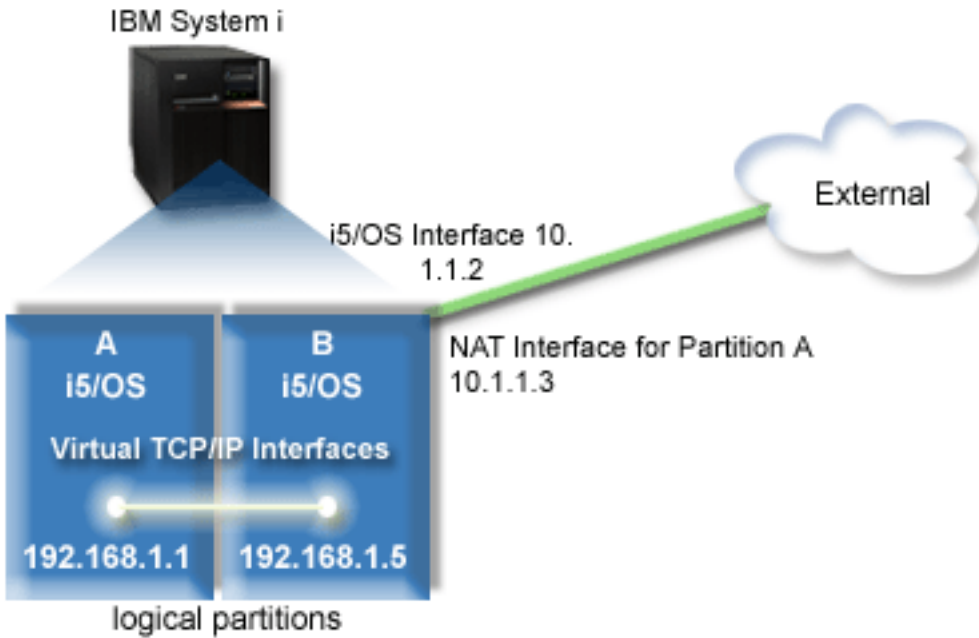 IBM System i
External
i5/OS Interface 10.
1.1.2
NAT Interface for Partition A
10.1.1.3
A
i5/OS
B
i5/OS
Virtual TCP/IP Interfaces
192.168.1.1
192.168.1.5
logical partitions